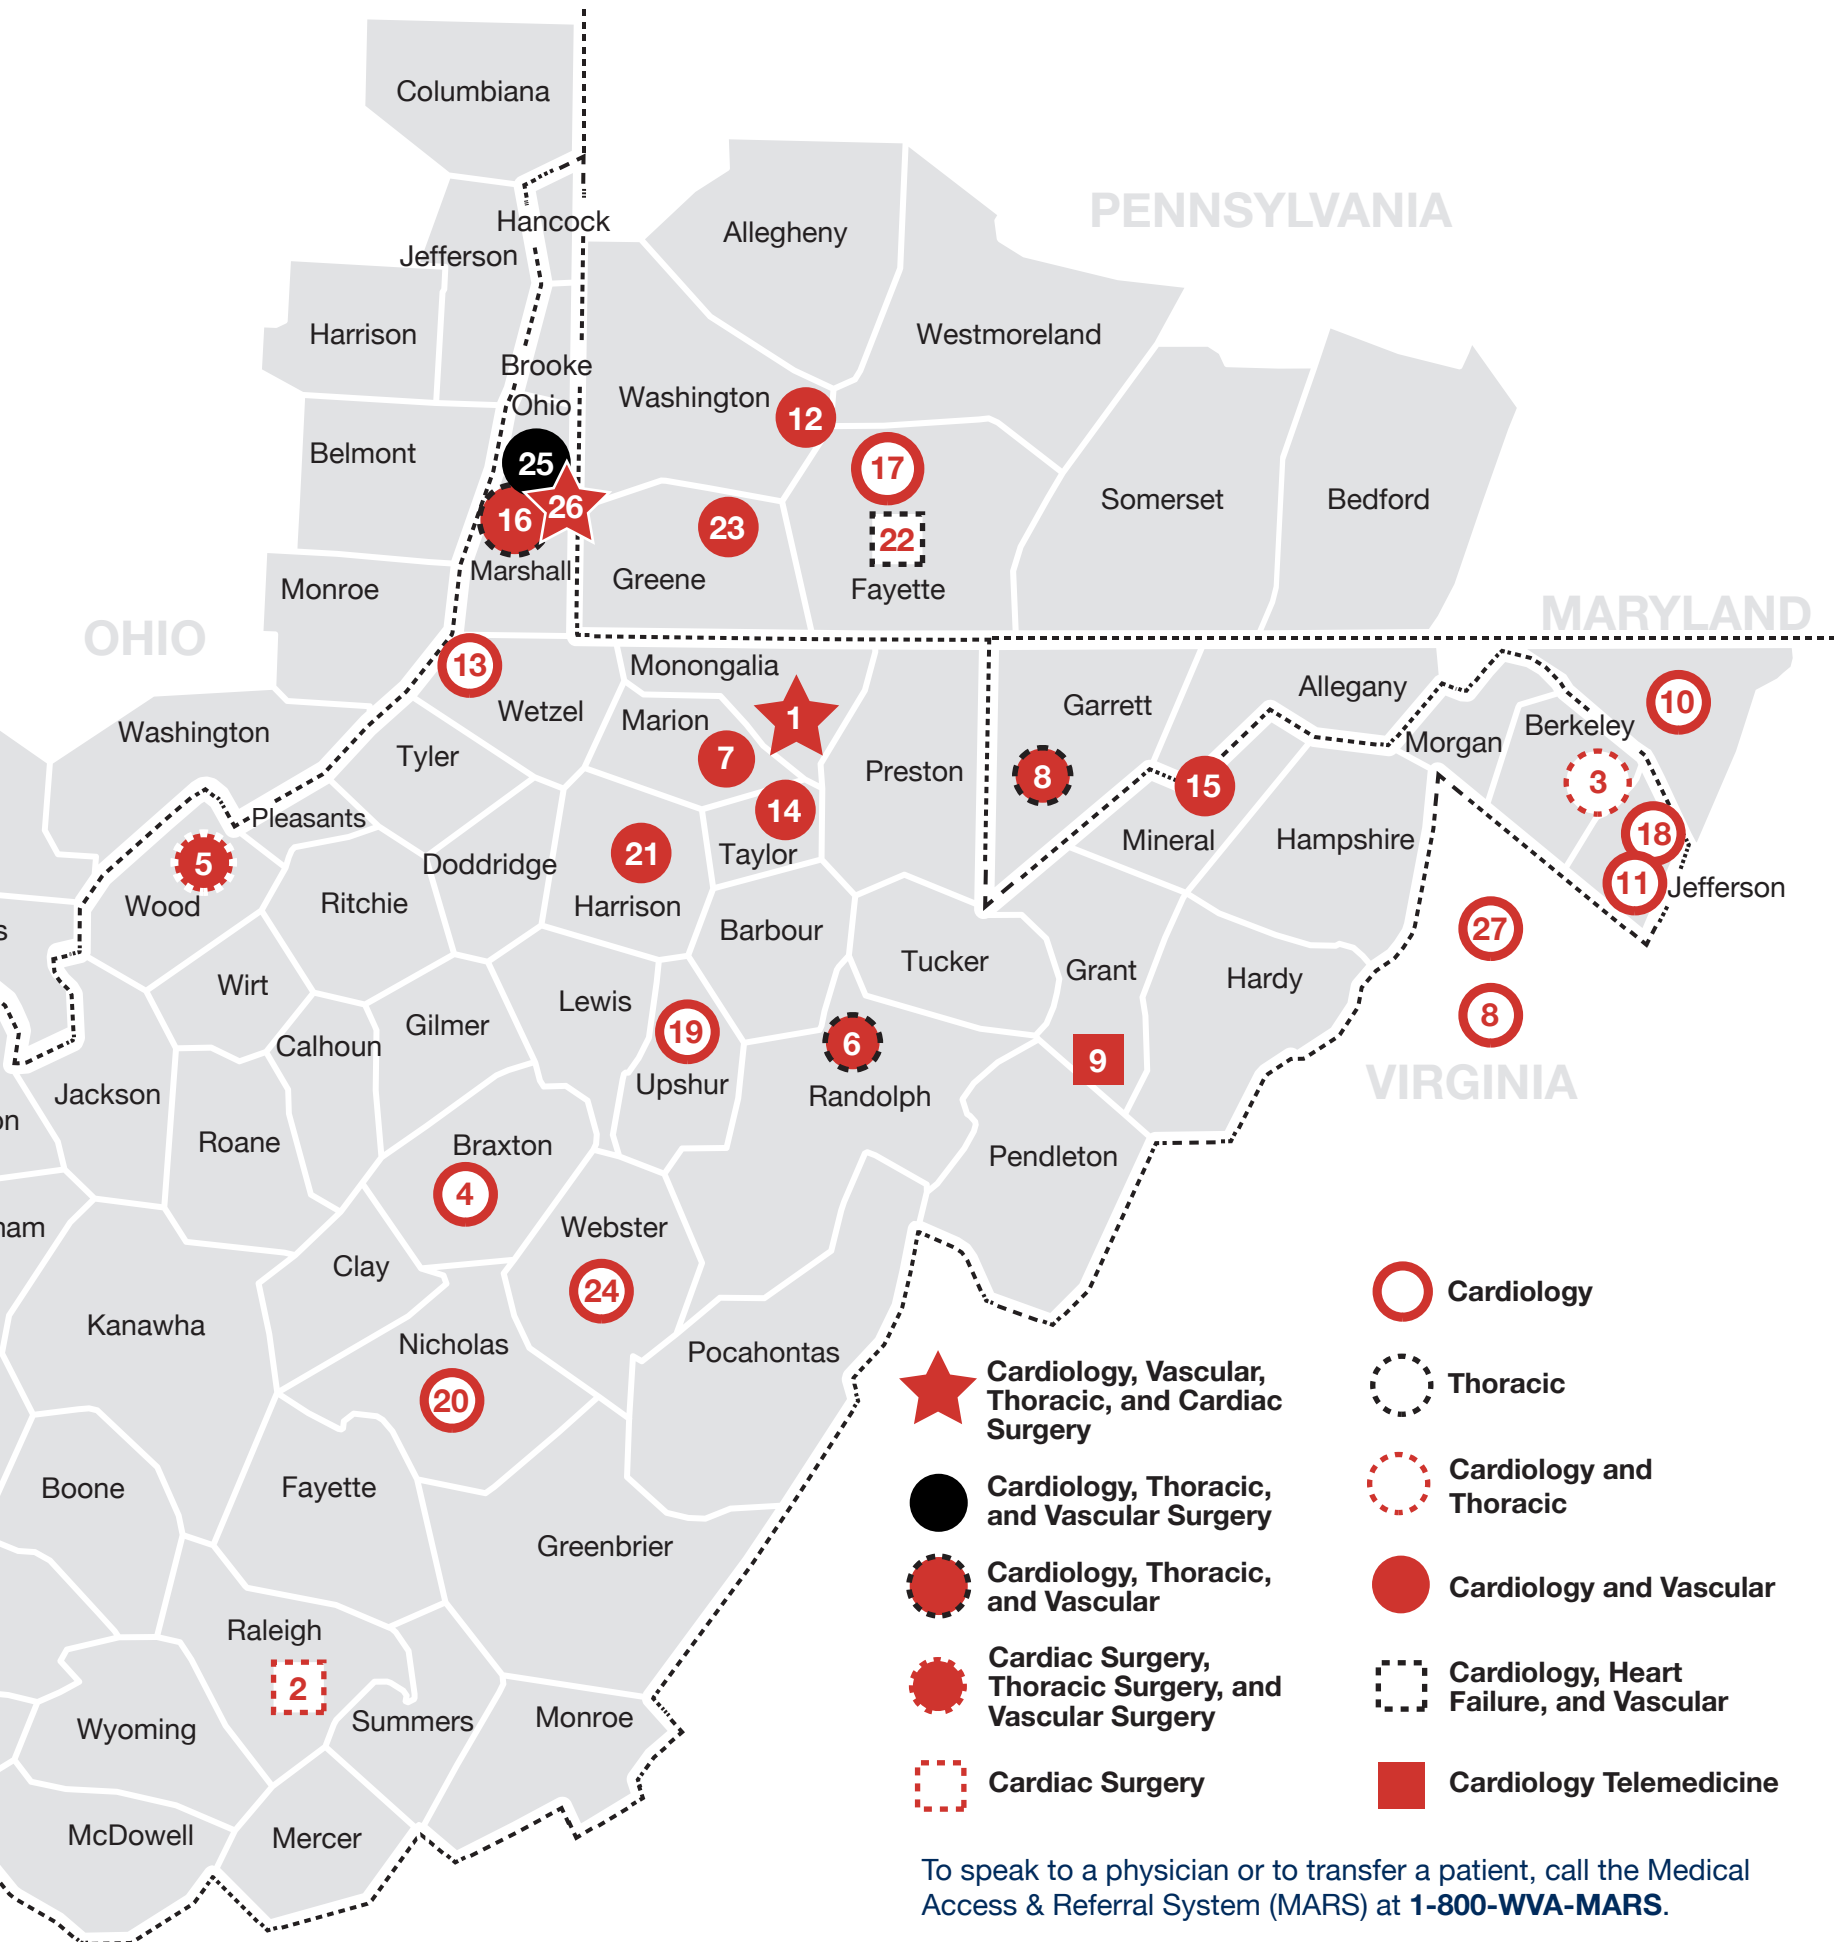 Columbiana
Hancock
Jefferson
Allegheny
PENNSYLVANIA
Harrison
Westmoreland
Brooke
Washington
Ohio
12
Belmont
25
17
Somerset
Bedford
26
16
23
22
Marshall
Greene
Fayette
Monroe
MARYLAND
OHIO
13
Monongalia
Wetzel
Garrett
Allegany
10
Washington
Marion
1
Berkeley
Morgan
Tyler
7
Preston
8
15
3
Pleasants
14
18
5
Doddridge
21
Taylor
Mineral
Hampshire
11
Jefferson
Wood
Ritchie
Harrison
s
Barbour
27
Tucker
Grant
Hardy
Wirt
Lewis
8
Gilmer
19
Calhoun
6
9
Jackson
Upshur
Randolph
VIRGINIA
on
Roane
Braxton
Pendleton
4
ham
Webster
Clay
24
Kanawha
Nicholas
Pocahontas
20
Boone
Fayette
Greenbrier
Raleigh
2
Wyoming
Summers
Monroe
McDowell
Mercer
Cardiology, Vascular,
Thoracic, and Cardiac
Surgery
Cardiology, Thoracic,
and Vascular Surgery
Cardiology, Thoracic,
and Vascular
Cardiac Surgery,
Thoracic Surgery, and
Vascular Surgery
Cardiac Surgery
Cardiology
Thoracic
Cardiology and
Thoracic
Cardiology and Vascular
Cardiology, Heart
Failure, and Vascular
Cardiology Telemedicine
To speak to a physician or to transfer a patient, call the Medical
Access & Referral System (MARS) at 1-800-WVA-MARS.